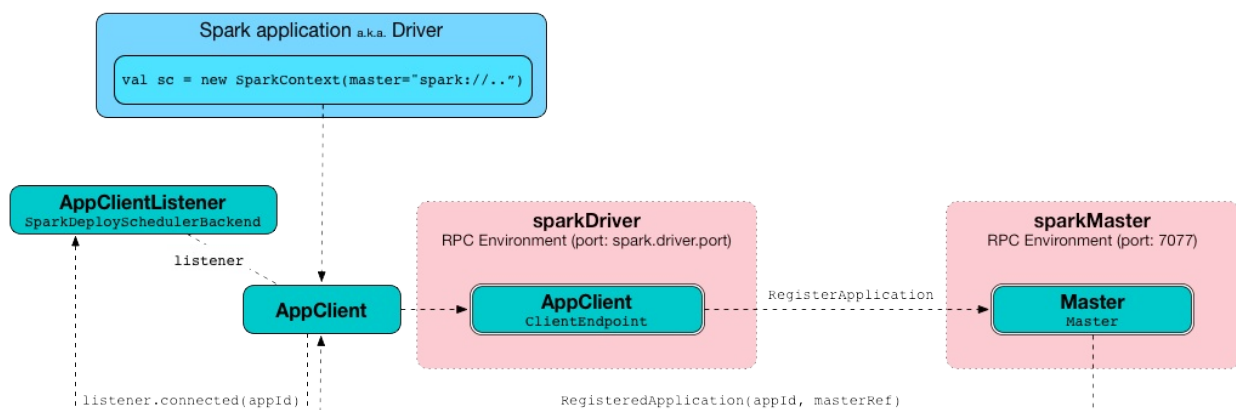 Spark application a.k.a. Driver
val sc = new SparkContext(master="spark://..”)
AppClientListener
SparkDeploySchedulerBackend
listener
AppClient
sparkDriver
RPC Environment (port: spark.driver.port)
AppClient
ClientEndpoint
RegisterApplication
sparkMaster
RPC Environment (port: 7077)
Master
Master
listener.connected(appId)
RegisteredApplication(appId, masterRef)